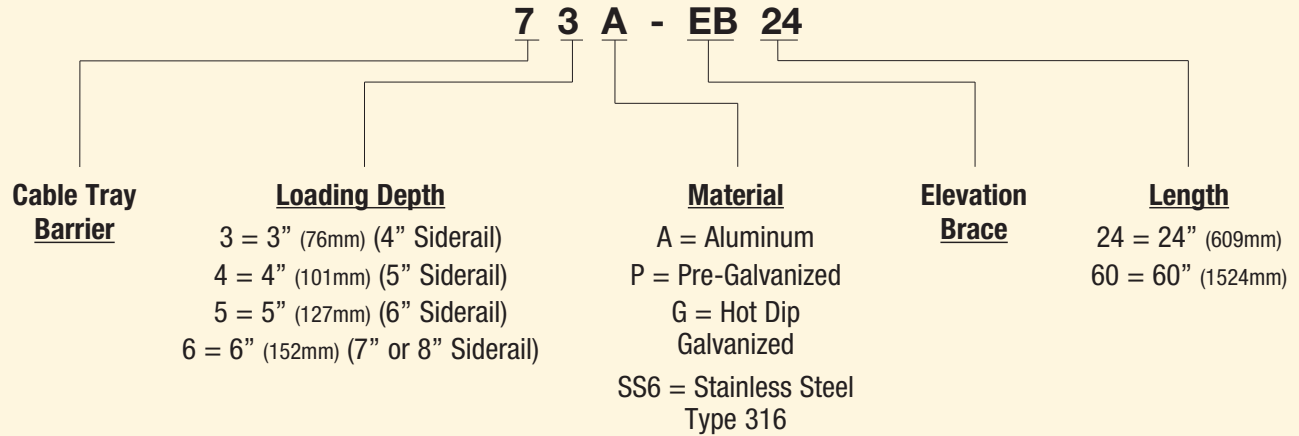 7 3 A - EB 24
Cable Tray
Barrier
Loading Depth
3 = 3” (76mm) (4” Siderail)
4 = 4” (101mm) (5” Siderail)
5 = 5” (127mm) (6” Siderail)
6 = 6” (152mm) (7” or 8” Siderail)
Material
A = Aluminum
P = Pre-Galvanized
G = Hot Dip
Galvanized
SS6 = Stainless Steel
Type 316
Elevation
Brace
Length
24 = 24” (609mm)
60 = 60” (1524mm)